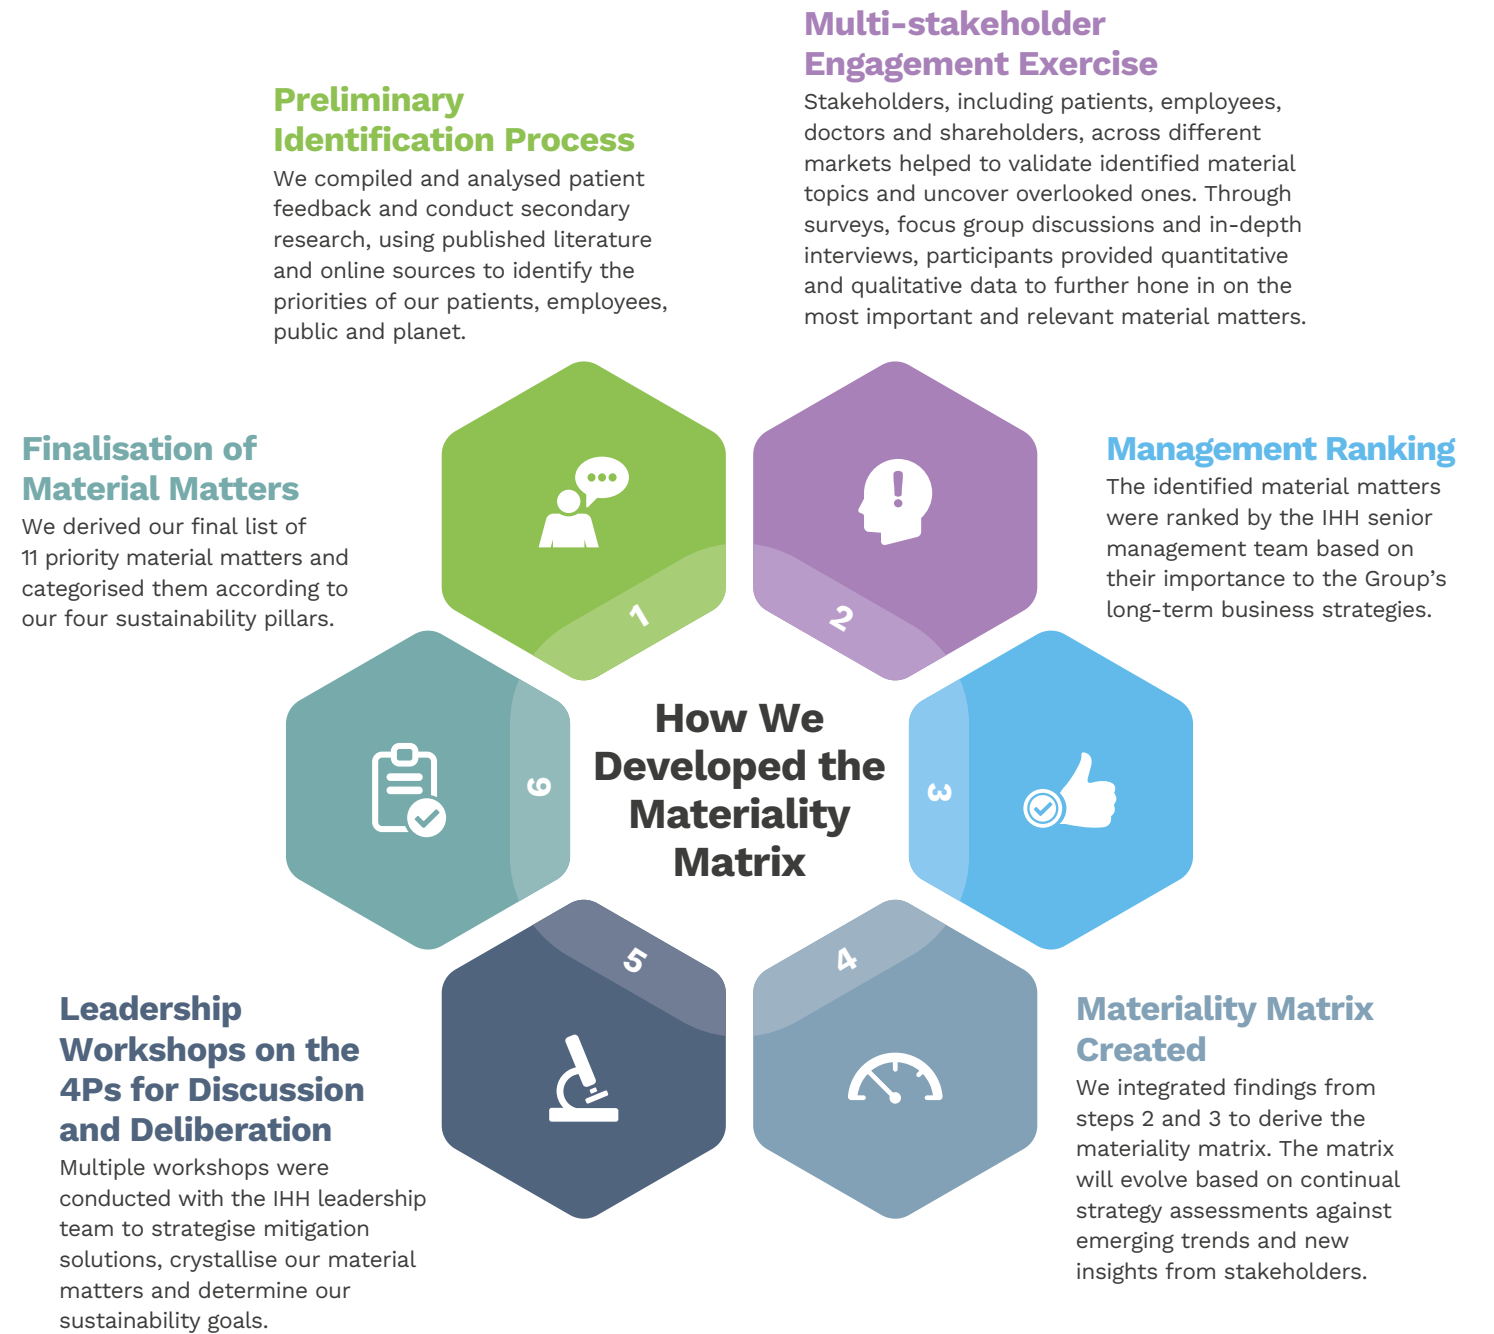 Preliminary
Identification Process
We compiled and analysed patient
feedback and conduct secondary
research, using published literature
and online sources to identify the
priorities of our patients, employees,
public and planet.
Multi-stakeholder
Engagement Exercise
Stakeholders, including patients, employees,
doctors and shareholders, across different
markets helped to validate identified material
topics and uncover overlooked ones. Through
surveys, focus group discussions and in-depth
interviews, participants provided quantitative
and qualitative data to further hone in on the
most important and relevant material matters.
Management Ranking
The identified material matters
were ranked by the IHH senior
management team based on
their importance to the Group's
long-term business strategies.
Materiality Matrix
Created
We integrated findings from
steps 2 and 3 to derive the
materiality matrix. The matrix
will evolve based on continual
strategy assessments against
emerging trends and new
insights from stakeholders.
Leadership
Workshops on the
4Ps for Discussion
and Deliberation
Multiple workshops were
conducted with the IHH leadership
team to strategise mitigation
solutions, crystallise our material
matters and determine our
sustainability goals.
Finalisation of
Material Matters
We derived our final list of
11 priority material matters and
categorised them according to
our four sustainability pillars.
1
2
3
4
5
6
How We
Developed the
Materiality
Matrix